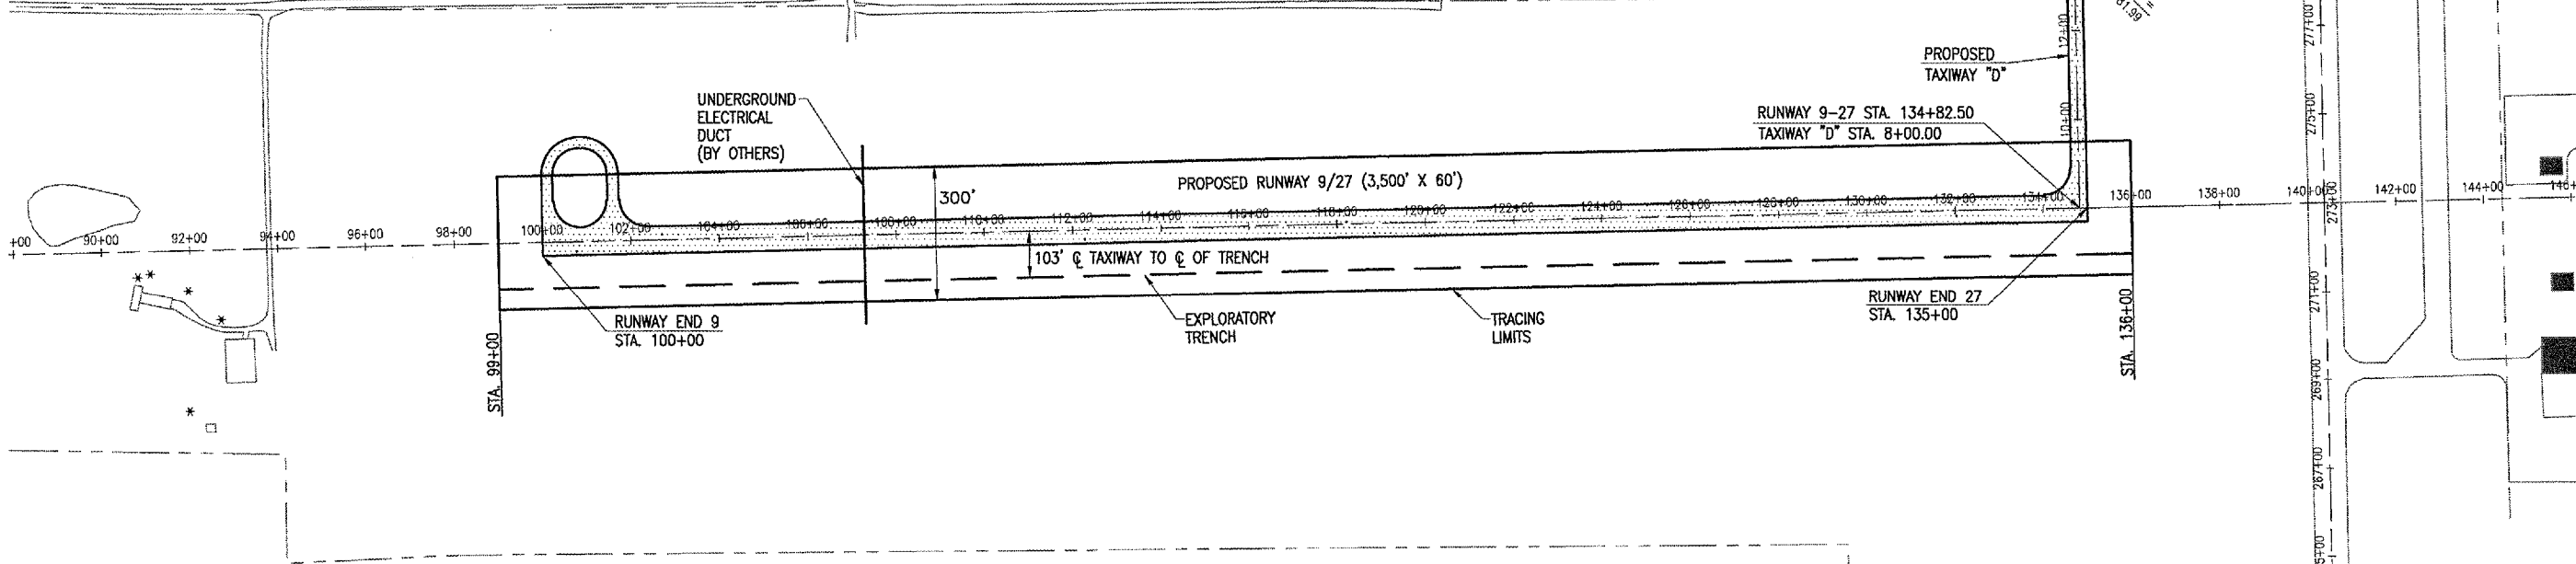 81.99
=
277+00
12+00
PROPOSED
TAXIWAY "D"
UNDERGROUND
ELECTRICAL
DUCT
(BY OTHERS)
RUNWAY 9-27 STA. 134+82.50
TAXIWAY "D" STA. 8+00.00
10+00
275+00
300'
PROPOSED RUNWAY 9/27 (3,500' X 60')
+00
90+00
92+00
94+00
96+00
98+00
100+00
102+00
104+00
106+00
108+00
110+00
112+00
114+00
116+00
118+00
120+00
122+00
124+00
126+00
128+00
130+00
132+00
134+00
136+00
138+00
140+00
142+00
144+00
146+
273+00
103' ℄ TAXIWAY TO ℄ OF TRENCH
RUNWAY END 9
STA. 100+00
EXPLORATORY
TRENCH
TRACING
LIMITS
RUNWAY END 27
STA. 135+00
271+00
STA. 99+00
STA. 136+00
269+00
267+00
5+00